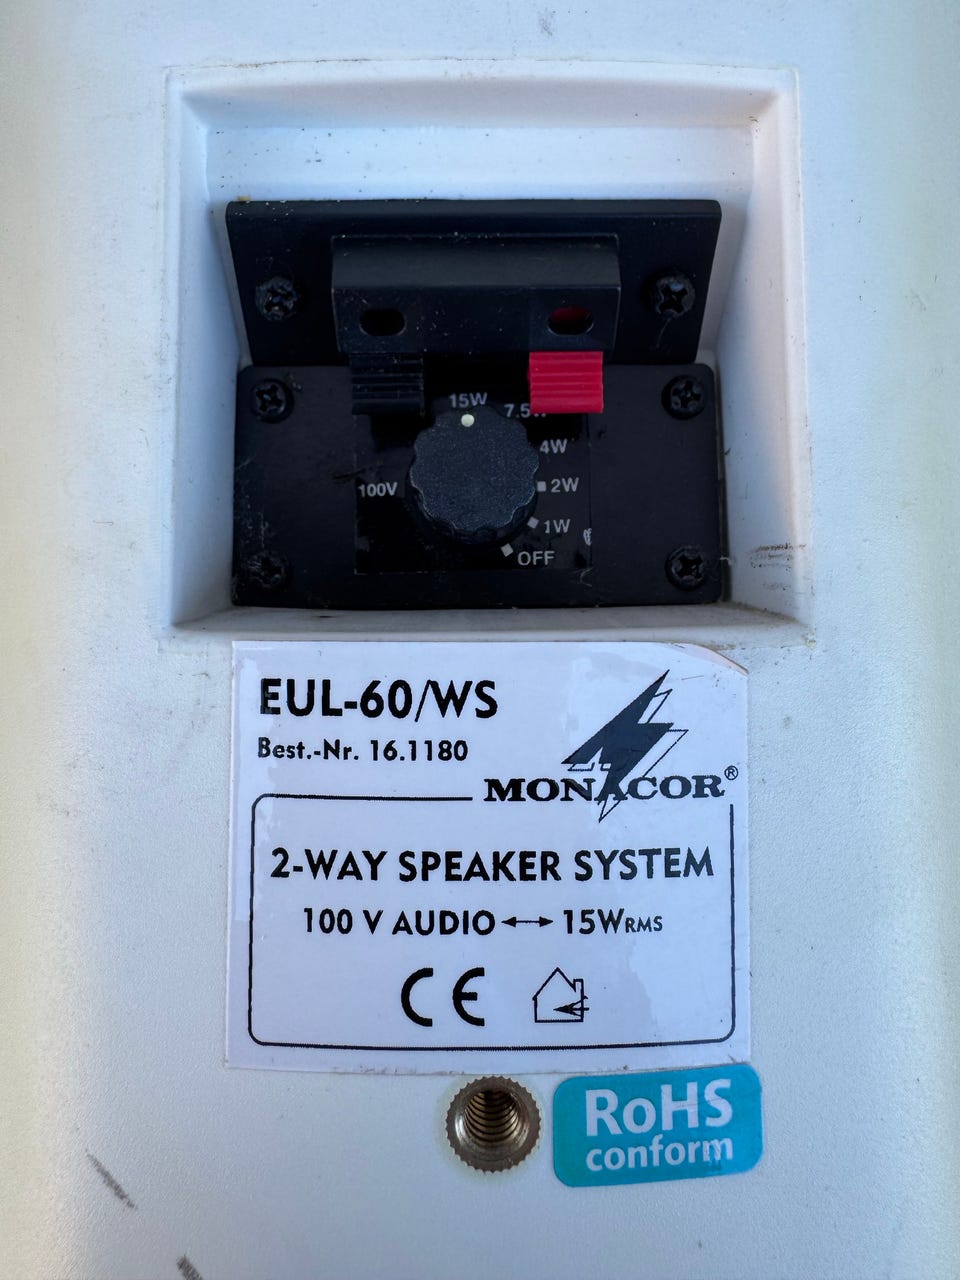 15W
7.5W
4W
100V
2W
1W
OFF
EUL-60/WS
Best.-Nr. 16.1180
MONACOR®
2-WAY SPEAKER SYSTEM
100 V AUDIO ↔ 15WRMS
CE
RoHS
conform